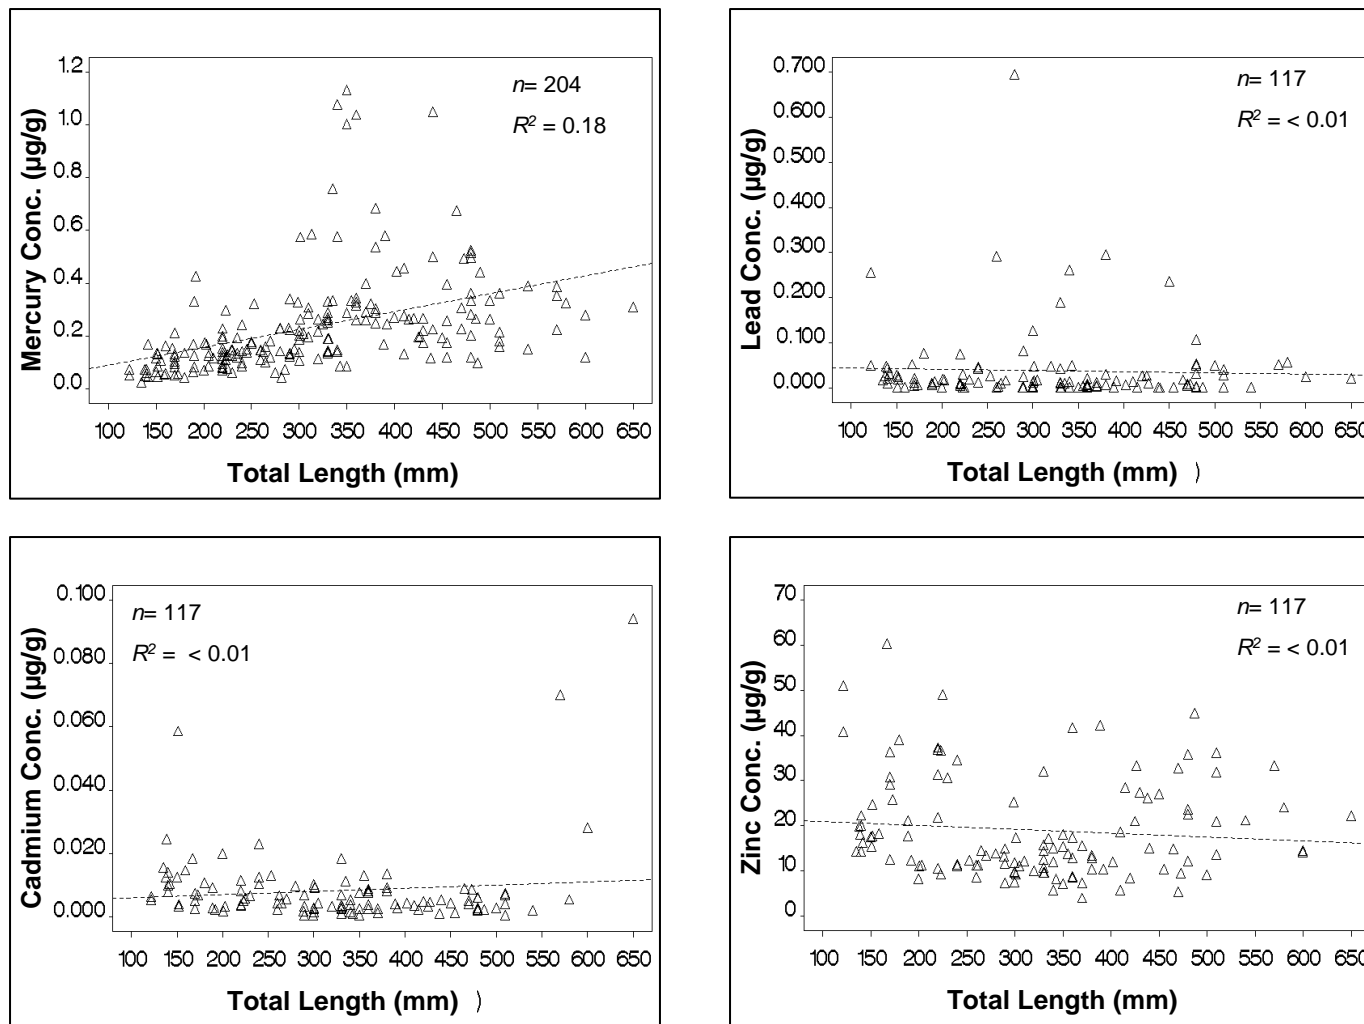 Mercury Conc. (µg/g)
1.2
1.0
0.8
0.6
0.4
0.2
0.0
n= 204
R² = 0.18
100 150 200 250 300 350 400 450 500 550 600 650
Total Length (mm)
Lead Conc. (µg/g)
0.700
0.600
0.500
0.400
0.300
0.200
0.100
0.000
n= 117
R² = < 0.01
100 150 200 250 300 350 400 450 500 550 600 650
Total Length (mm) )
Cadmium Conc. (µg/g)
0.100
0.080
0.060
0.040
0.020
0.000
n= 117
R² = < 0.01
100 150 200 250 300 350 400 450 500 550 600 650
Total Length (mm) )
Zinc Conc. (µg/g)
70
60
50
40
30
20
10
0
n= 117
R² = < 0.01
100 150 200 250 300 350 400 450 500 550 600 650
Total Length (mm)